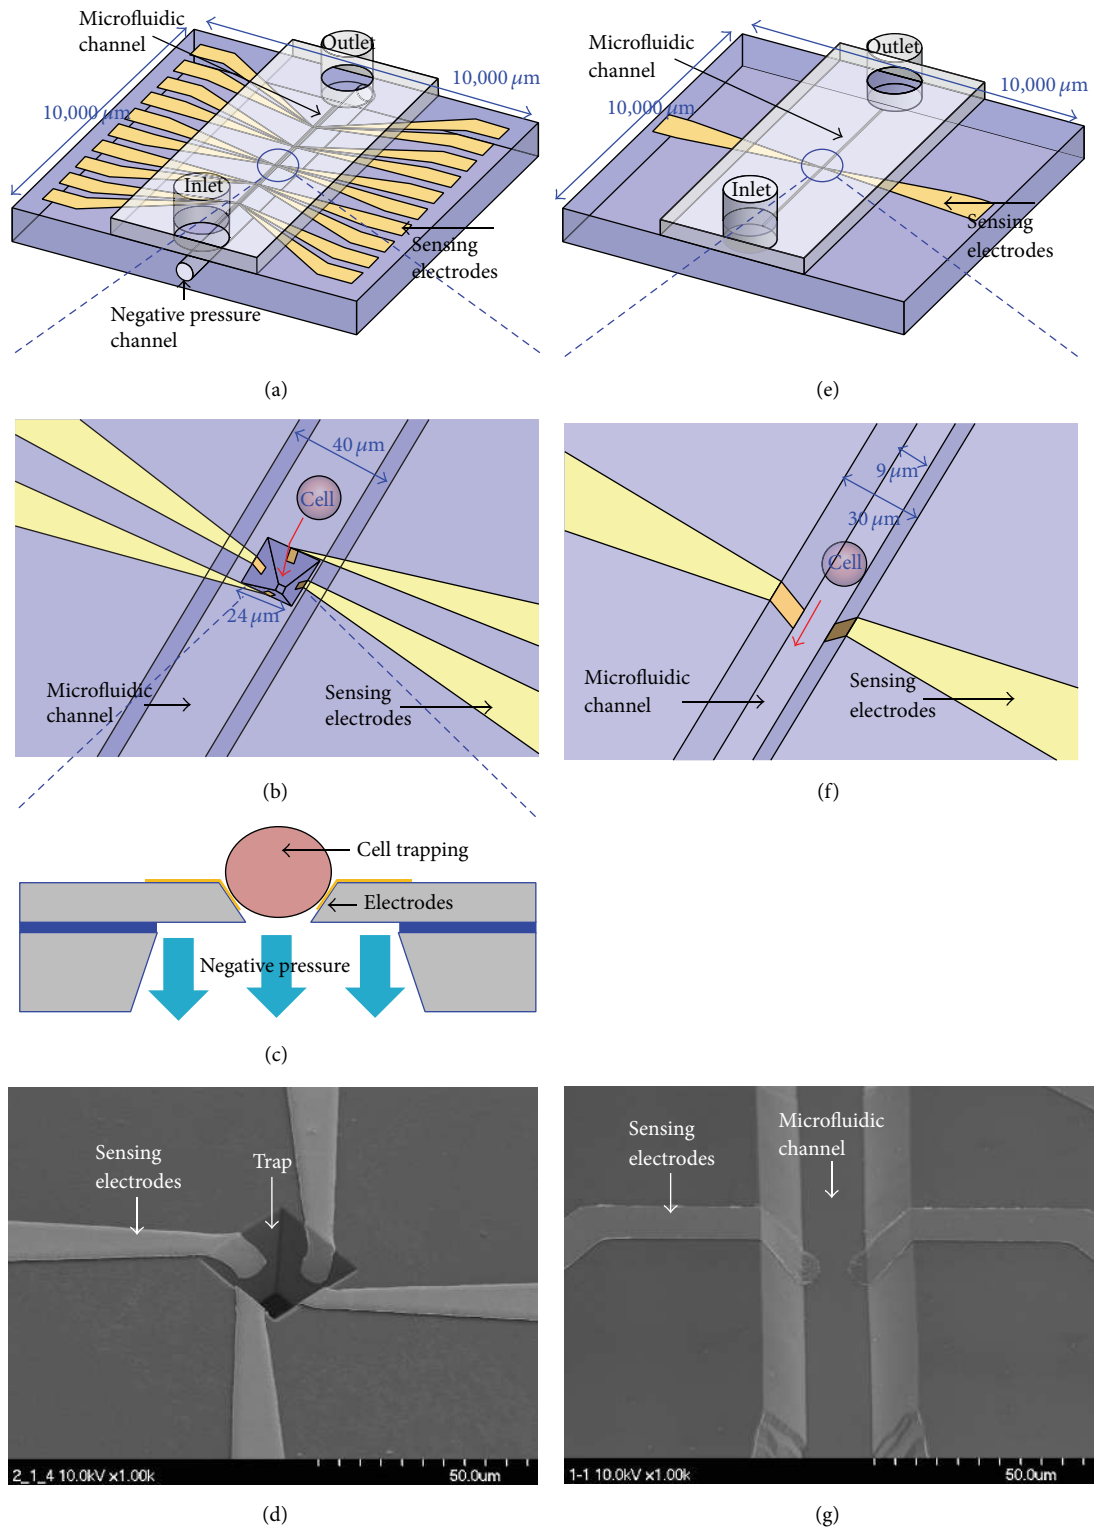 Microfluidic
channel
Outlet
10,000 µm
10,000 µm
Inlet
Sensing
electrodes
Negative pressure
channel
(a)
Microfluidic
channel
Outlet
10,000 µm
10,000 µm
Inlet
Sensing
electrodes
(e)
40 µm
Cell
24 µm
Microfluidic
channel
Sensing
electrodes
(b)
9 µm
30 µm
Cell
Microfluidic
channel
Sensing
electrodes
(f)
Cell trapping
Electrodes
Negative pressure
(c)
Sensing
electrodes
Trap
2_1_4 10.0kV x1.00k
50.0um
(d)
Sensing
electrodes
Microfluidic
channel
1-1 10.0kV x1.00k
50.0um
(g)